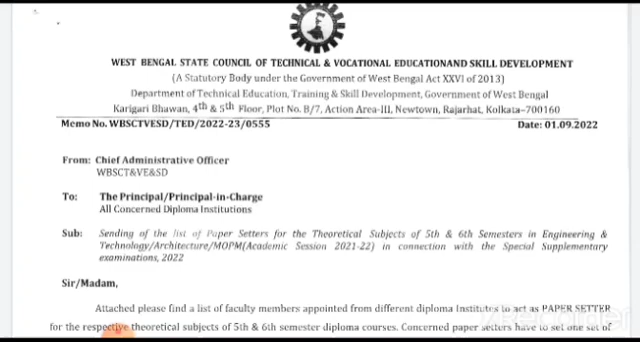 WEST BENGAL STATE COUNCIL OF TECHNICAL & VOCATIONAL EDUCATIONAND SKILL DEVELOPMENT
(A Statutory Body under the Government of West Bengal Act XXVI of 2013)
Department of Technical Education, Training & Skill Development, Government of West Bengal
Karigari Bhawan, 4th & 5th Floor, Plot No. B/7, Action Area-III, Newtown, Rajarhat, Kolkata-700160
Memo No. WBSCTVESD/TED/2022-23/0555 Date: 01.09.2022
From: Chief Administrative Officer
WBSCT&VE&SD
To: The Principal/Principal-in-Charge
All Concerned Diploma Institutions
Sub: Sending of the list of Paper Setters for the Theoretical Subjects of 5th & 6th Semesters in Engineering &
Technology/Architecture/MOPM(Academic Session 2021-22) in connection with the Special Supplementary
examinations, 2022
Sir/Madam,
Attached please find a list of faculty members appointed from different diploma Institutes to act as PAPER SETTER
for the respective theoretical subjects of 5th & 6th semester diploma courses. Concerned paper setters have to set one set of